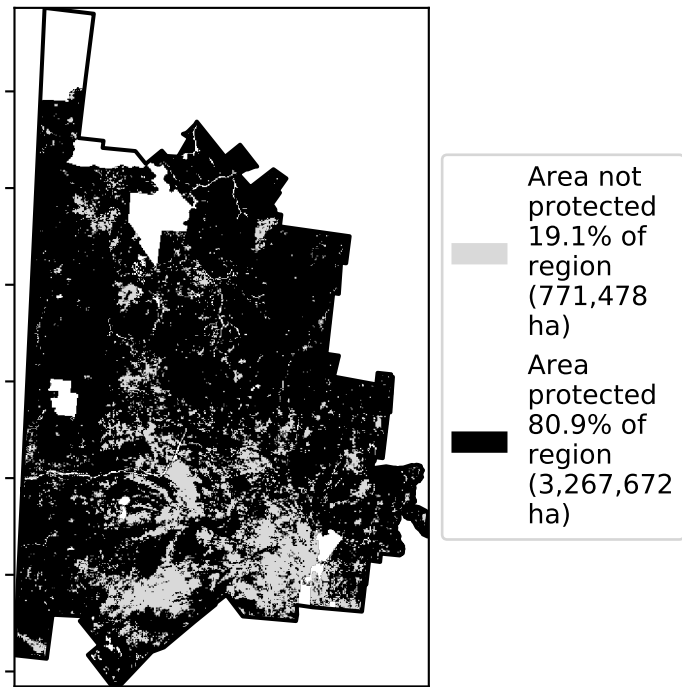 Area not
protected
19.1% of
region
(771,478
ha)
Area
protected
80.9% of
region
(3,267,672
ha)